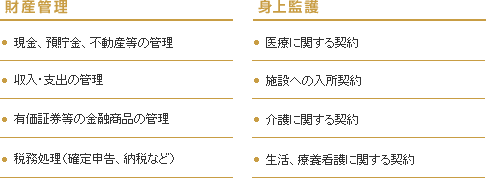 財産管理
現金、預貯金、不動産等の管理
収入・支出の管理
有価証券等の金融商品の管理
税務処理（確定申告、納税など）
身上監護
医療に関する契約
施設への入所契約
介護に関する契約
生活、療養看護に関する契約